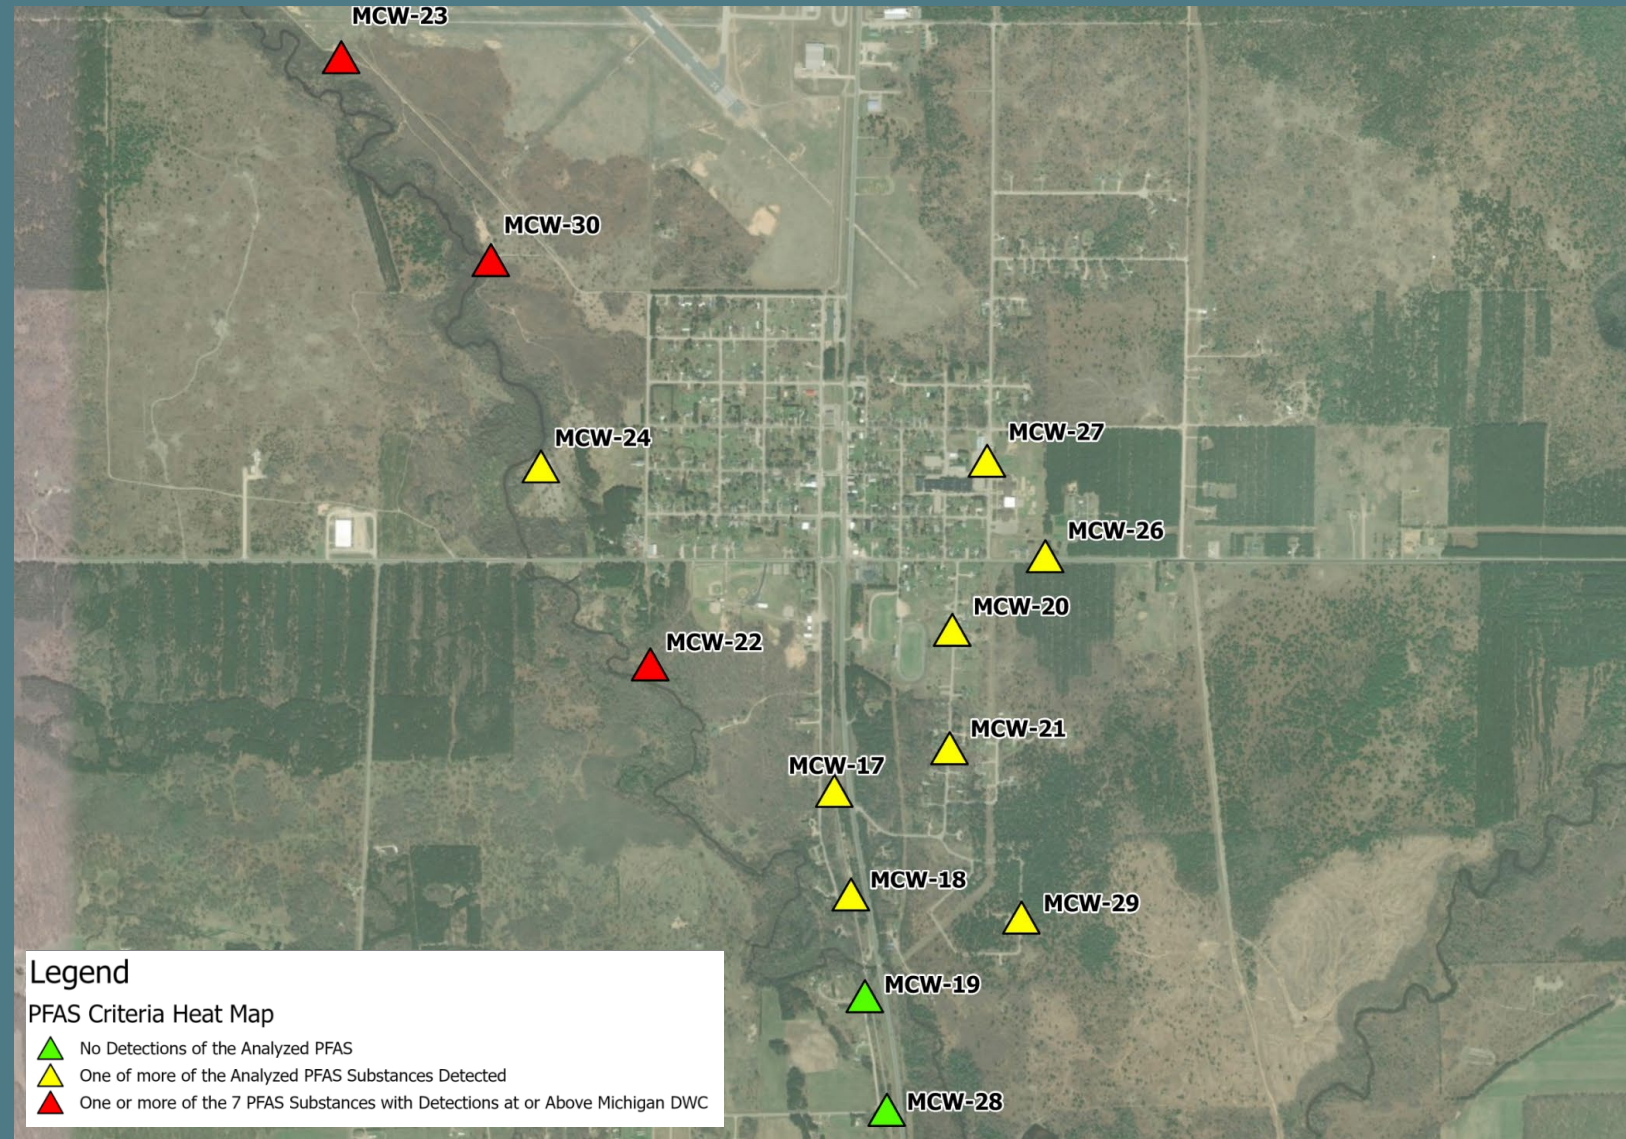 MCW-23
MCW-30
MCW-27
MCW-24
MCW-26
MCW-20
MCW-22
MCW-21
MCW-17
MCW-18
MCW-29
MCW-19
MCW-28
Legend
PFAS Criteria Heat Map
No Detections of the Analyzed PFAS
One of more of the Analyzed PFAS Substances Detected
One or more of the 7 PFAS Substances with Detections at or Above Michigan DWC